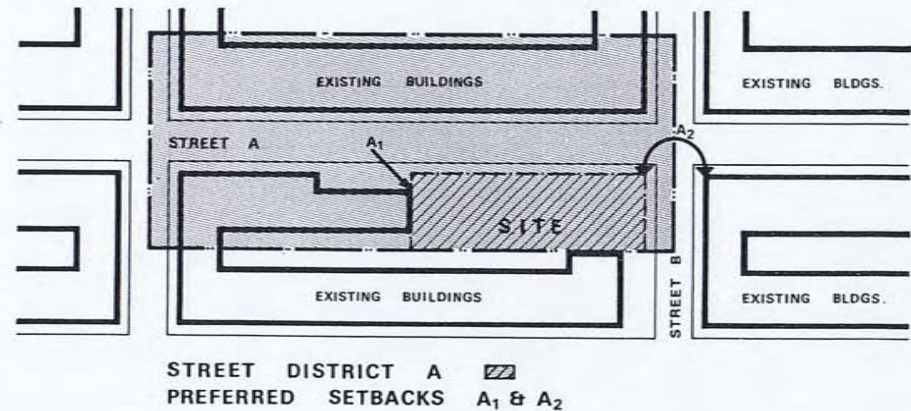 EXISTING BUILDINGS
EXISTING BLDGS.
STREET A
A₁
A₂
SITE
STREET B
EXISTING BUILDINGS
EXISTING BLDGS.
STREET DISTRICT A
PREFERRED SETBACKS A₁ & A₂